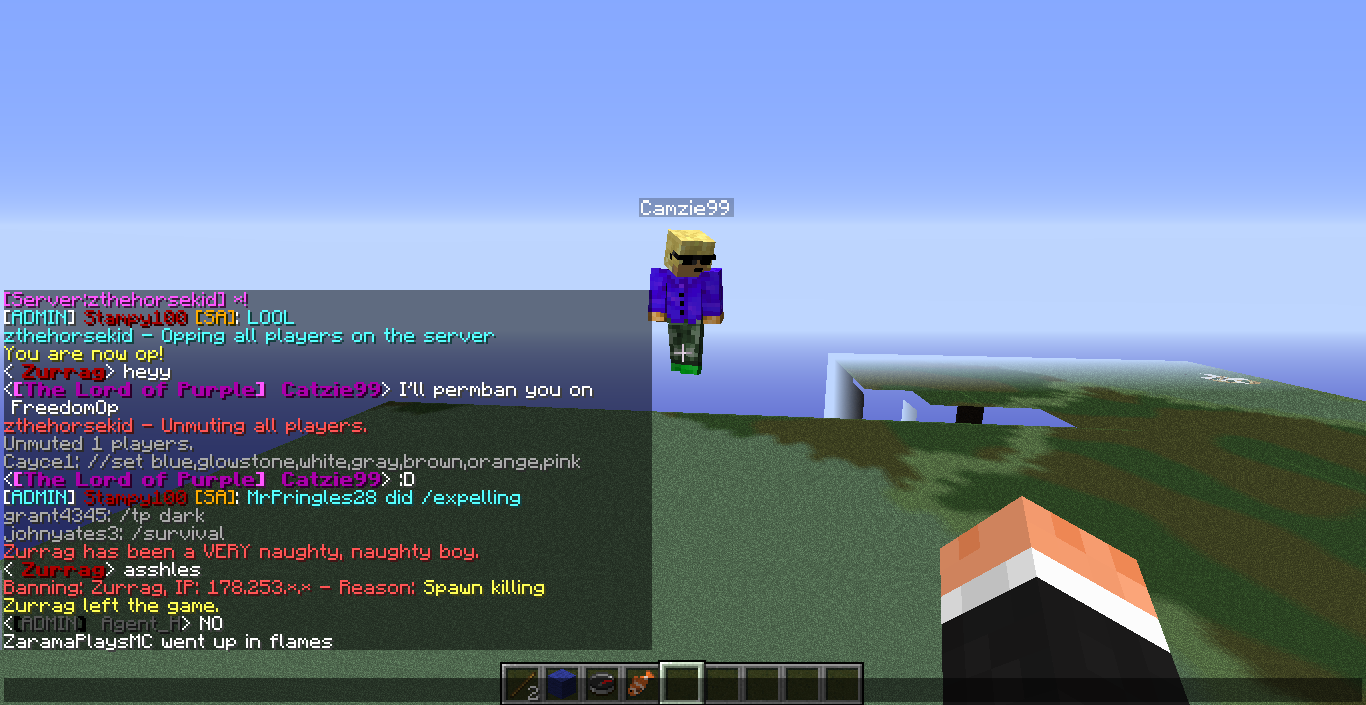 Camzie99
[Server:zthehorsekid] ×!
[ADMIN] Stampy100 [SA]: LOOL
zthehorsekid - Opping all players on the server
You are now op!
< Zurrag> heyy
<[The Lord of Purple] Catzie99> I'll permban you on
FreedomOp
zthehorsekid - Unmuting all players.
Unmuted 1 players.
Cayce1: //set blue,glowstone,white,gray,brown,orange,pink
<[The Lord of Purple] Catzie99> :D
[ADMIN] Stampy100 [SA]: MrPringles28 did /expelling
grant4345: /tp dark
johnyates3: /survival
Zurrag has been a VERY naughty, naughty boy.
< Zurrag> asshles
Banning: Zurrag, IP: 178.253.*.* - Reason: Spawn killing
Zurrag left the game.
<[ADMIN] Agent_A> NO
ZaramaPlaysMC went up in flames
2